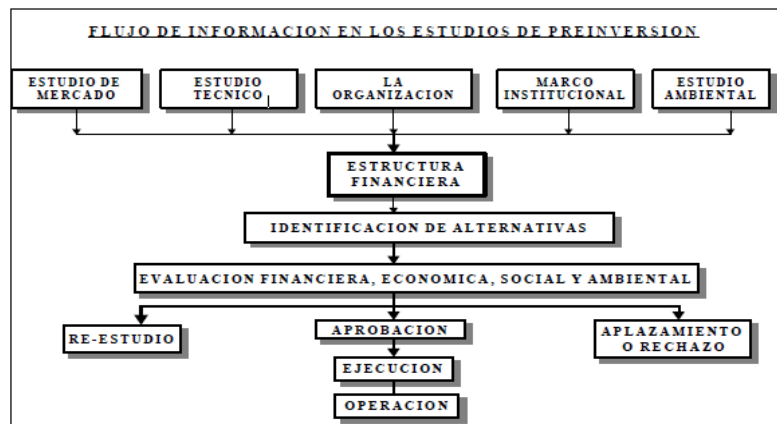 FLUJO DE INFORMACION EN LOS ESTUDIOS DE PREINVERSION
ESTUDIO DE
MERCADO
ESTUDIO
TECNICO
LA
ORGANIZACION
MARCO
INSTITUCIONAL
ESTUDIO
AMBIENTAL
ESTRUCTURA
FINANCIERA
IDENTIFICACION DE ALTERNATIVAS
EVALUACION FINANCIERA, ECONOMICA, SOCIAL Y AMBIENTAL
RE-ESTUDIO
APROBACION
APLAZAMIENTO
O RECHAZO
EJECUCION
OPERACION